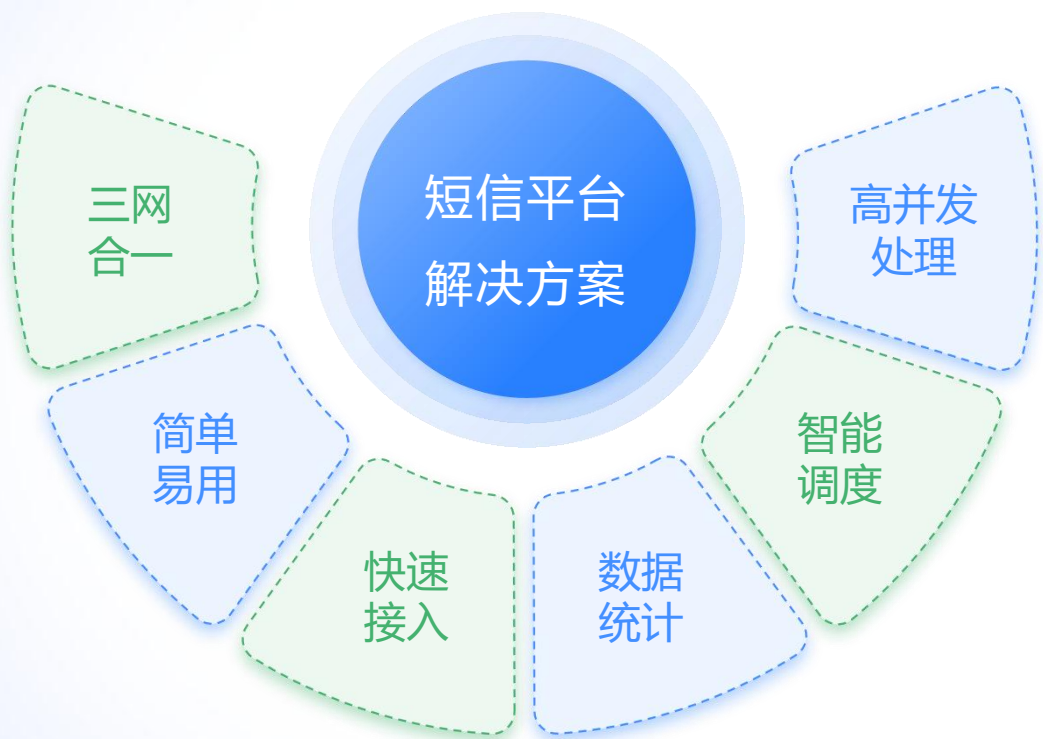 短信平台
解决方案
三网
合一
简单
易用
快速
接入
数据
统计
智能
调度
高并发
处理